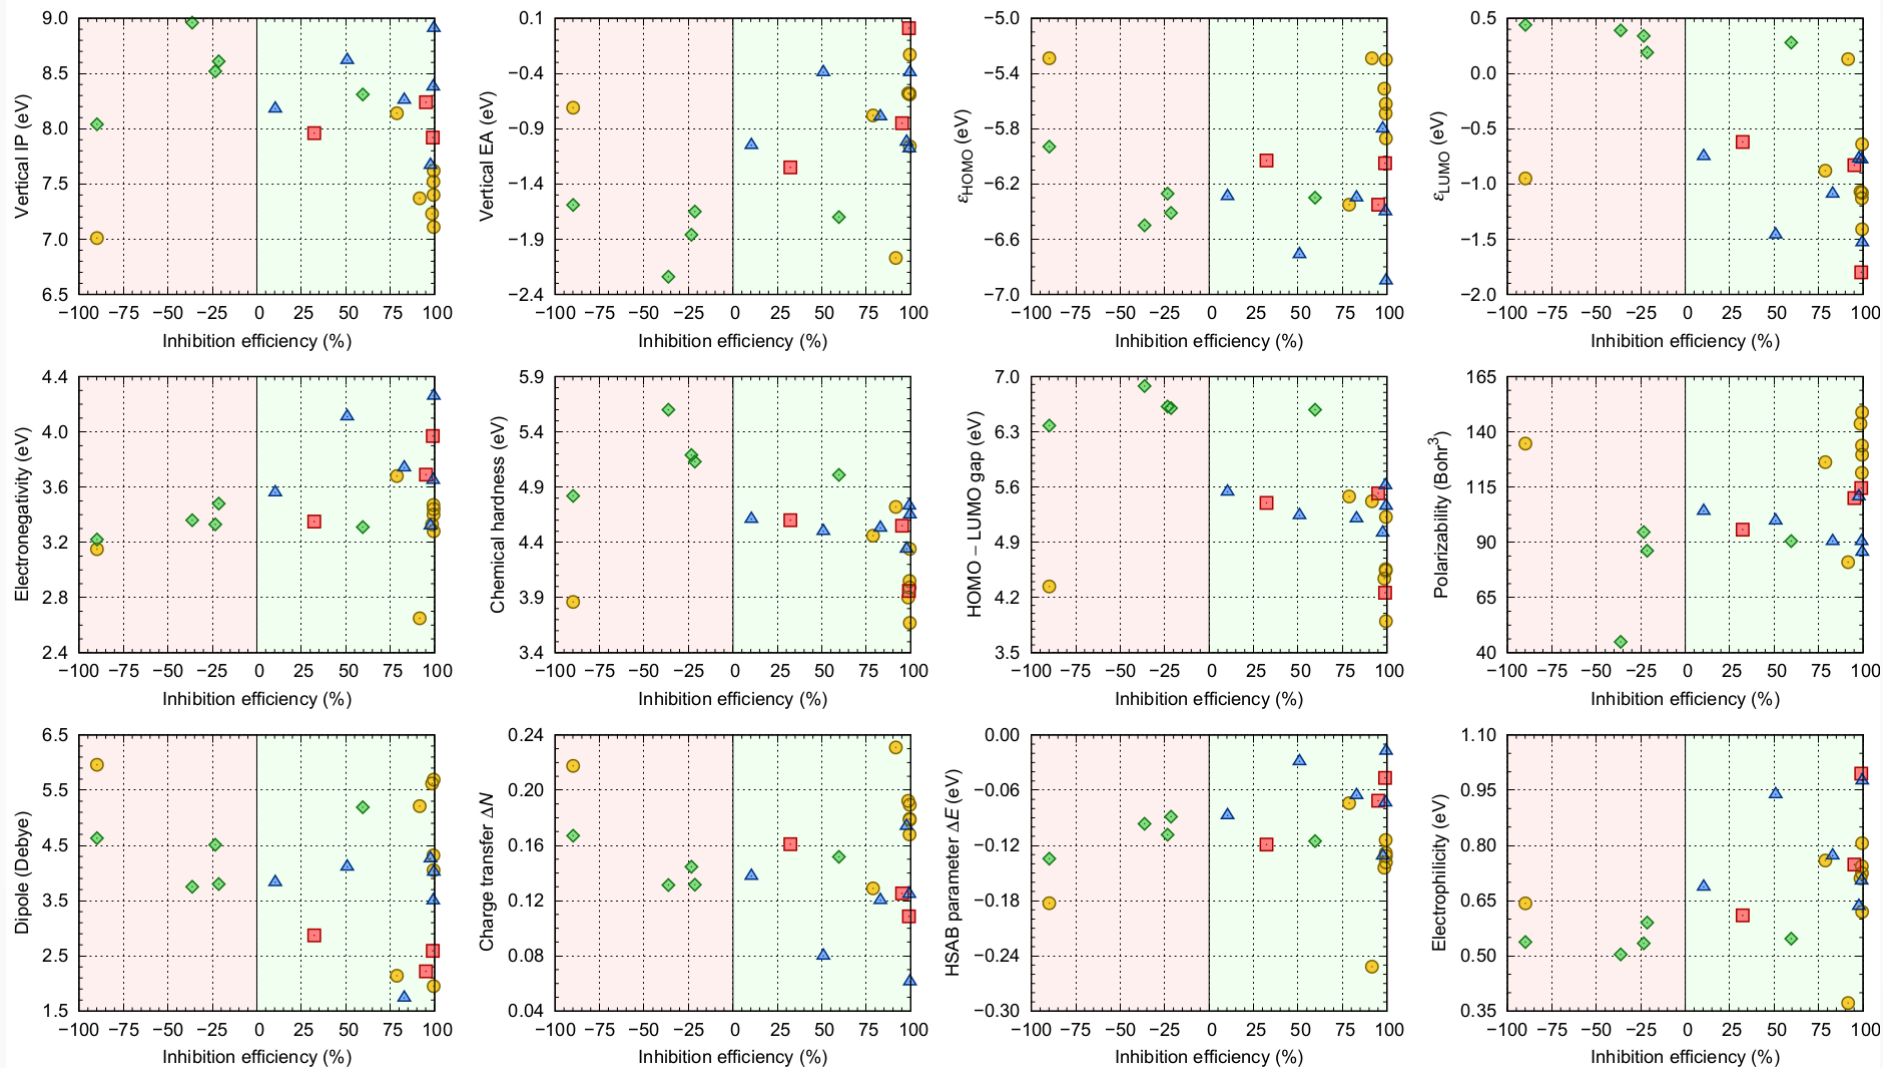 Vertical IP (eV)
9.0
8.5
8.0
7.5
7.0
6.5
−100 −75 −50 −25 0 25 50 75 100
Inhibition efficiency (%)
Vertical EA (eV)
0.1
−0.4
−0.9
−1.4
−1.9
−2.4
−100 −75 −50 −25 0 25 50 75 100
Inhibition efficiency (%)
εHOMO (eV)
−5.0
−5.4
−5.8
−6.2
−6.6
−7.0
−100 −75 −50 −25 0 25 50 75 100
Inhibition efficiency (%)
εLUMO (eV)
0.5
0.0
−0.5
−1.0
−1.5
−2.0
−100 −75 −50 −25 0 25 50 75 100
Inhibition efficiency (%)
Electronegativity (eV)
4.4
4.0
3.6
3.2
2.8
2.4
−100 −75 −50 −25 0 25 50 75 100
Inhibition efficiency (%)
Chemical hardness (eV)
5.9
5.4
4.9
4.4
3.9
3.4
−100 −75 −50 −25 0 25 50 75 100
Inhibition efficiency (%)
HOMO – LUMO gap (eV)
7.0
6.3
5.6
4.9
4.2
3.5
−100 −75 −50 −25 0 25 50 75 100
Inhibition efficiency (%)
Polarizability (Bohr³)
165
140
115
90
65
40
−100 −75 −50 −25 0 25 50 75 100
Inhibition efficiency (%)
Dipole (Debye)
6.5
5.5
4.5
3.5
2.5
1.5
−100 −75 −50 −25 0 25 50 75 100
Inhibition efficiency (%)
Charge transfer ΔN
0.24
0.20
0.16
0.12
0.08
0.04
−100 −75 −50 −25 0 25 50 75 100
Inhibition efficiency (%)
HSAB parameter ΔE (eV)
0.00
−0.06
−0.12
−0.18
−0.24
−0.30
−100 −75 −50 −25 0 25 50 75 100
Inhibition efficiency (%)
Electrophilicity (eV)
1.10
0.95
0.80
0.65
0.50
0.35
−100 −75 −50 −25 0 25 50 75 100
Inhibition efficiency (%)